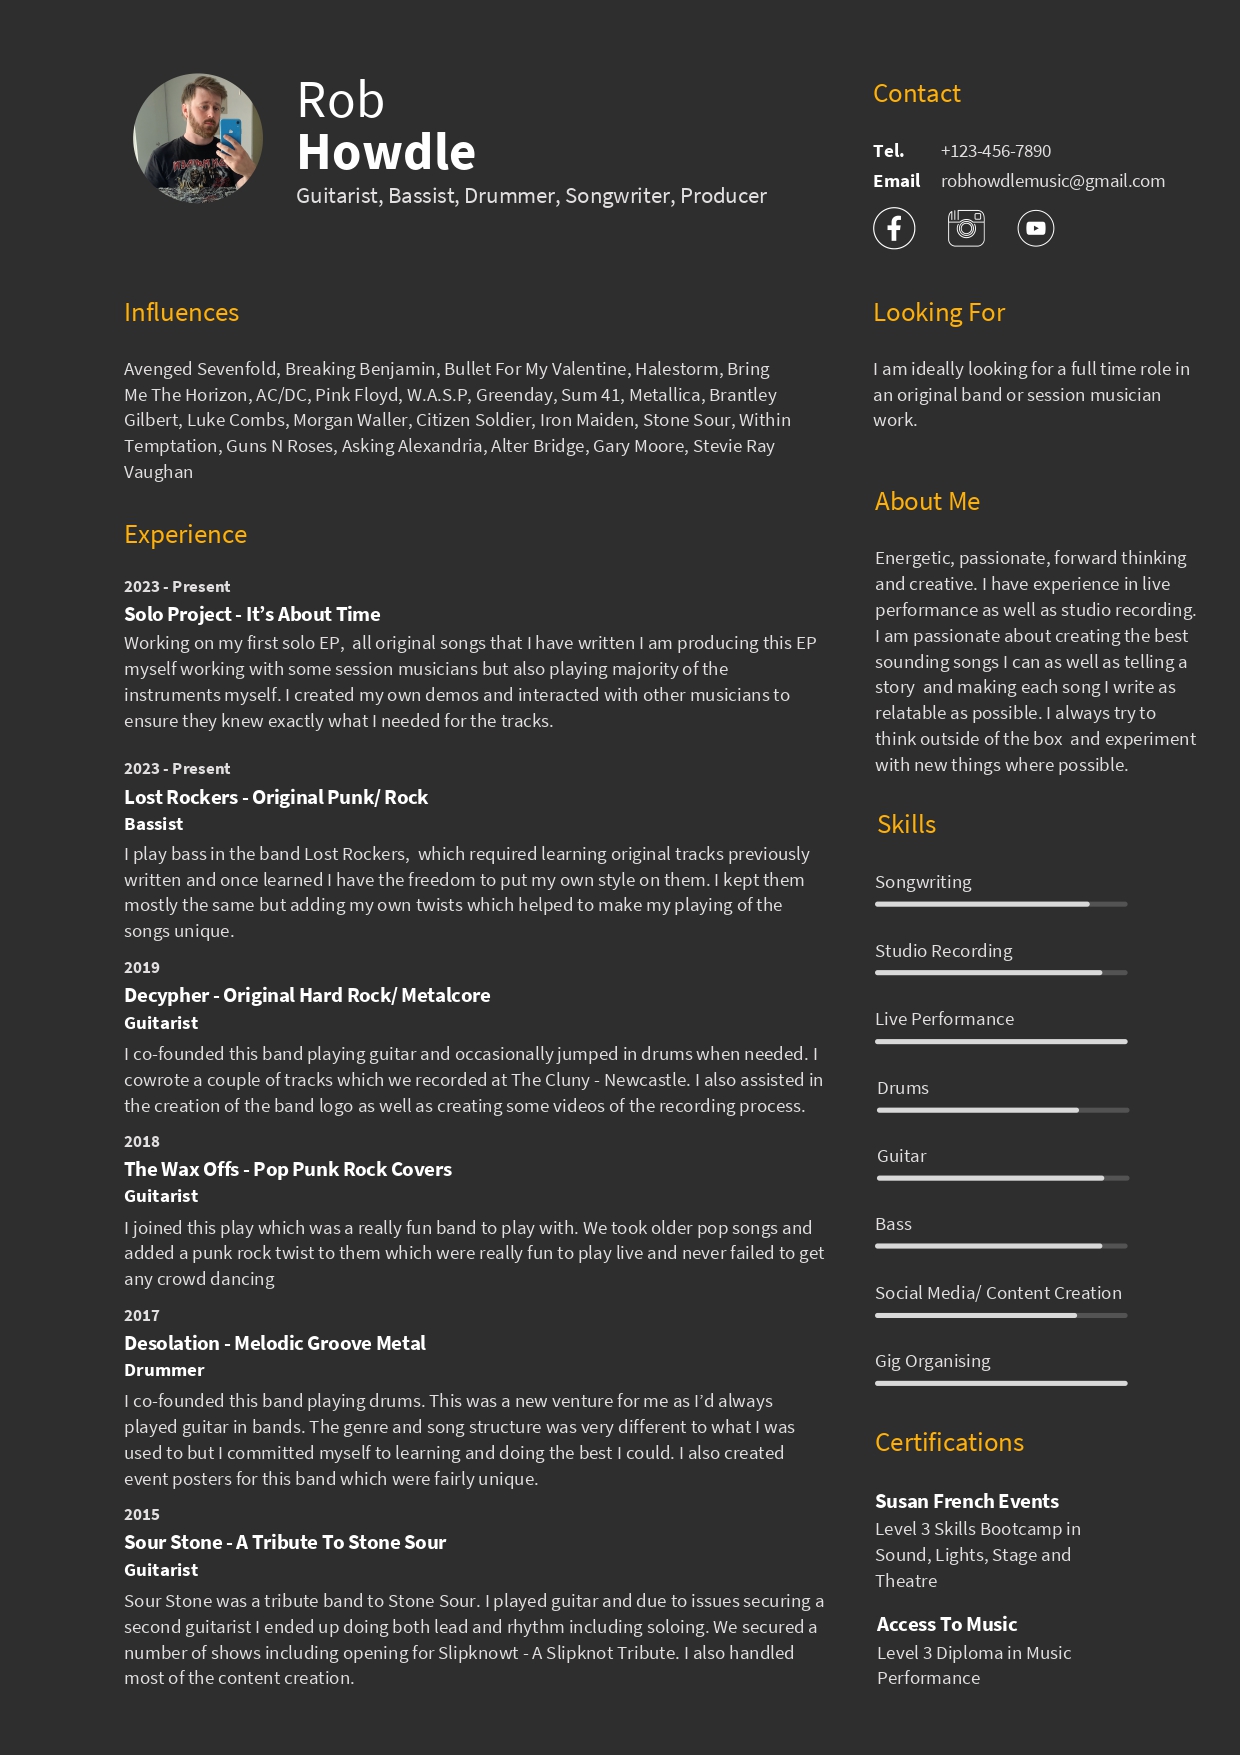 Rob
Howdle
Guitarist, Bassist, Drummer, Songwriter, Producer
Contact
Tel. +123-456-7890
Email robhowdlemusic@gmail.com
Influences
Avenged Sevenfold, Breaking Benjamin, Bullet For My Valentine, Halestorm, Bring
Me The Horizon, AC/DC, Pink Floyd, W.A.S.P, Greenday, Sum 41, Metallica, Brantley
Gilbert, Luke Combs, Morgan Waller, Citizen Soldier, Iron Maiden, Stone Sour, Within
Temptation, Guns N Roses, Asking Alexandria, Alter Bridge, Gary Moore, Stevie Ray
Vaughan
Experience
2023 - Present
Solo Project - It’s About Time
Working on my first solo EP,  all original songs that I have written I am producing this EP
myself working with some session musicians but also playing majority of the
instruments myself. I created my own demos and interacted with other musicians to
ensure they knew exactly what I needed for the tracks.
2023 - Present
Lost Rockers - Original Punk/ Rock
Bassist
I play bass in the band Lost Rockers,  which required learning original tracks previously
written and once learned I have the freedom to put my own style on them. I kept them
mostly the same but adding my own twists which helped to make my playing of the
songs unique.
2019
Decypher - Original Hard Rock/ Metalcore
Guitarist
I co-founded this band playing guitar and occasionally jumped in drums when needed. I
cowrote a couple of tracks which we recorded at The Cluny - Newcastle. I also assisted in
the creation of the band logo as well as creating some videos of the recording process.
2018
The Wax Offs - Pop Punk Rock Covers
Guitarist
I joined this play which was a really fun band to play with. We took older pop songs and
added a punk rock twist to them which were really fun to play live and never failed to get
any crowd dancing
2017
Desolation - Melodic Groove Metal
Drummer
I co-founded this band playing drums. This was a new venture for me as I’d always
played guitar in bands. The genre and song structure was very different to what I was
used to but I committed myself to learning and doing the best I could. I also created
event posters for this band which were fairly unique.
2015
Sour Stone - A Tribute To Stone Sour
Guitarist
Sour Stone was a tribute band to Stone Sour. I played guitar and due to issues securing a
second guitarist I ended up doing both lead and rhythm including soloing. We secured a
number of shows including opening for Slipknowt - A Slipknot Tribute. I also handled
most of the content creation.
Looking For
I am ideally looking for a full time role in
an original band or session musician
work.
About Me
Energetic, passionate, forward thinking
and creative. I have experience in live
performance as well as studio recording.
I am passionate about creating the best
sounding songs I can as well as telling a
story  and making each song I write as
relatable as possible. I always try to
think outside of the box  and experiment
with new things where possible.
Skills
Songwriting
Studio Recording
Live Performance
Drums
Guitar
Bass
Social Media/ Content Creation
Gig Organising
Certifications
Susan French Events
Level 3 Skills Bootcamp in
Sound, Lights, Stage and
Theatre
Access To Music
Level 3 Diploma in Music
Performance